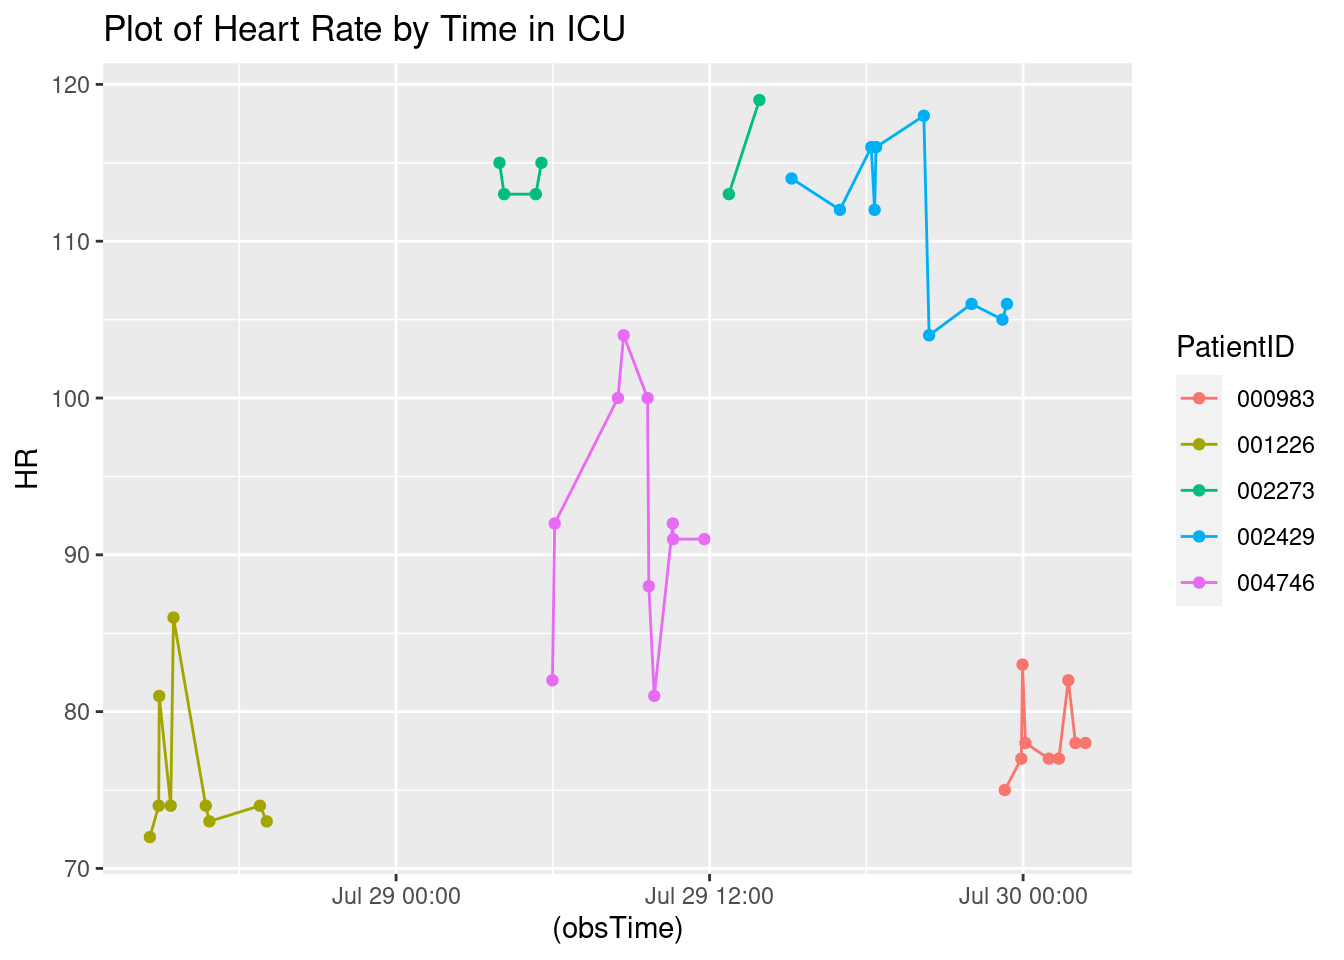 Plot of Heart Rate by Time in ICU
120
110
100
90
80
70
HR
Jul 29 00:00
Jul 29 12:00
Jul 30 00:00
(obsTime)
PatientID
000983
001226
002273
002429
004746